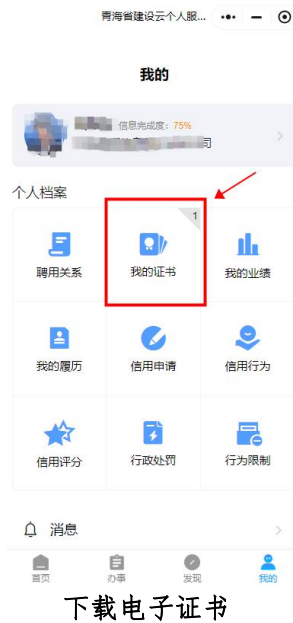 青海省建设云个人服...
我的
信息完成度：75%
司
个人档案
1
聘用关系 我的证书 我的业绩
我的履历 信用申请 信用行为
信用评分 行政处罚 行为限制
消息
首页 办事 发现 我的
下载电子证书